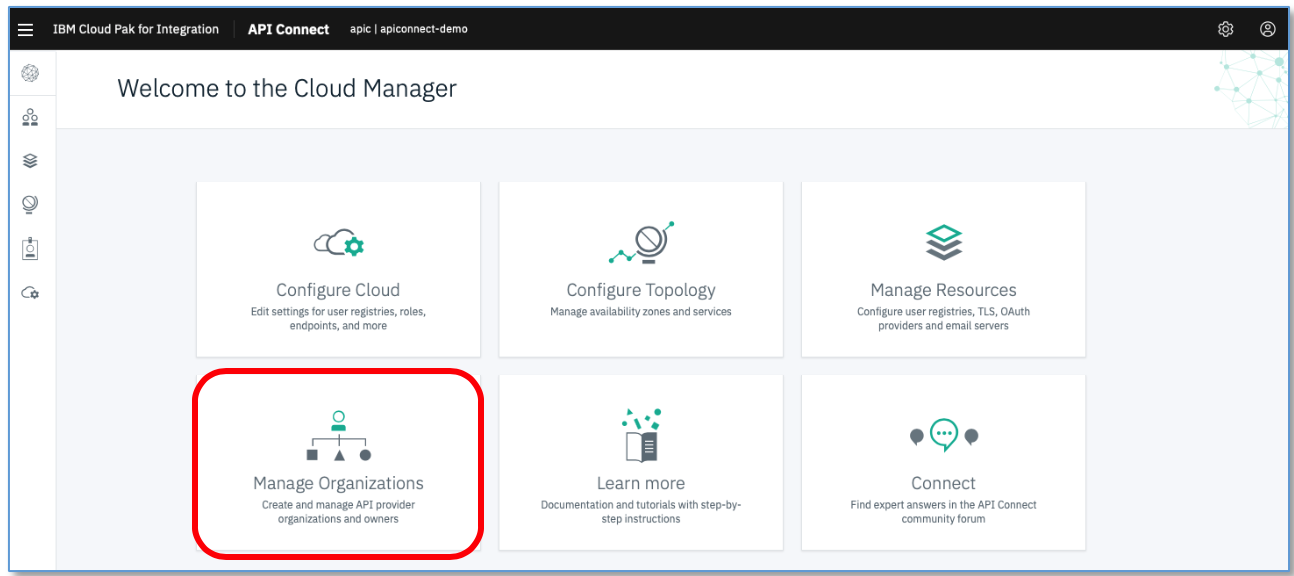 IBM Cloud Pak for Integration API Connect apic | apiconnect-demo
Welcome to the Cloud Manager
Configure Cloud
Edit settings for user registries, roles,
endpoints, and more
Configure Topology
Manage availability zones and services
Manage Resources
Configure user registries, TLS, OAuth
providers and email servers
Manage Organizations
Create and manage API provider
organizations and owners
Learn more
Documentation and tutorials with step-by-
step instructions
Connect
Find expert answers in the API Connect
community forum